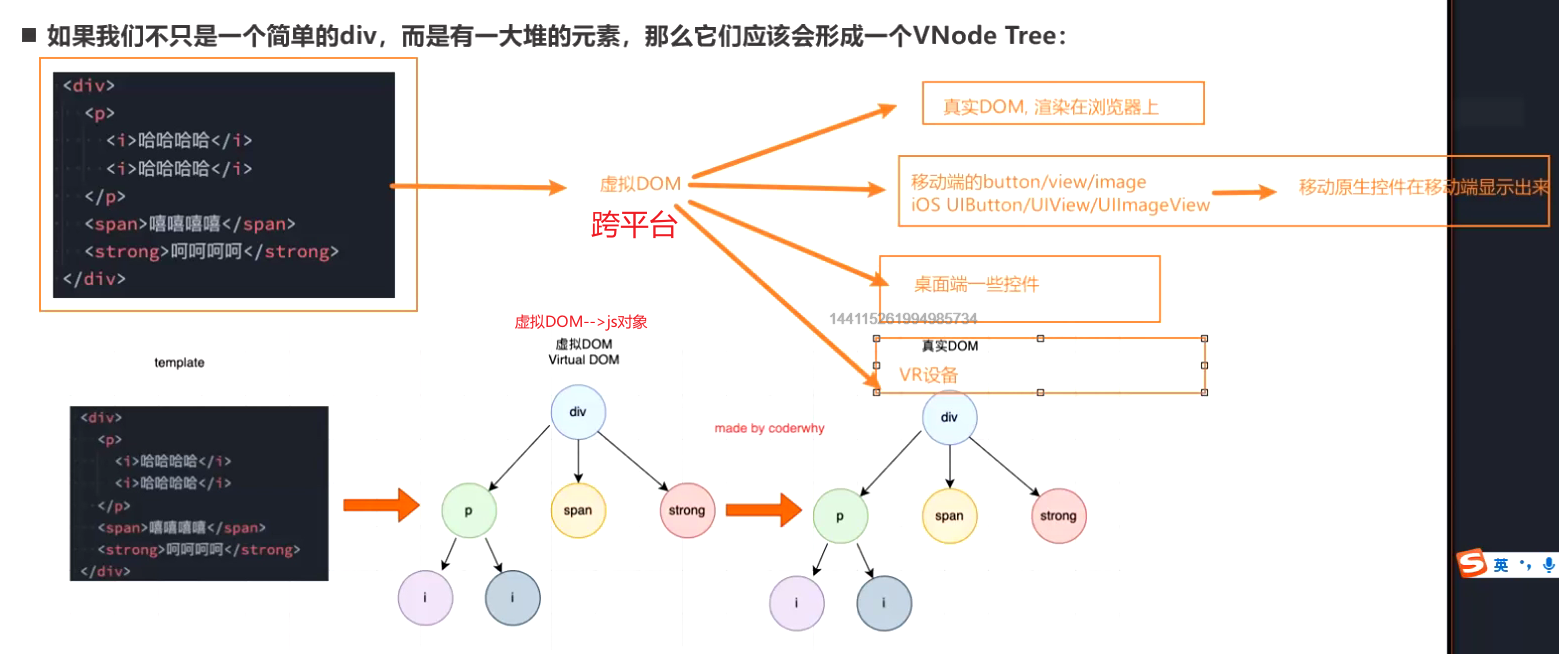 ■ 如果我们不只是一个简单的div，而是有一大堆的元素，那么它们应该会形成一个VNode Tree：
<div>
<p>
<i>哈哈哈哈</i>
<i>哈哈哈哈</i>
</p>
<span>嘻嘻嘻嘻</span>
<strong>呵呵呵呵</strong>
</div>
虚拟DOM
跨平台
真实DOM, 渲染在浏览器上
移动端的button/view/image
iOS UIButton/UIView/UIImageView
移动原生控件在移动端显示出来
桌面端一些控件
144115261994985734
虚拟DOM-->js对象
虚拟DOM
Virtual DOM
真实DOM
VR设备
template
<div>
<p>
<i>哈哈哈哈</i>
<i>哈哈哈哈</i>
</p>
<span>嘻嘻嘻嘻</span>
<strong>呵呵呵呵</strong>
</div>
div
p
span
strong
i
i
made by coderwhy
div
p
span
strong
i
i
英